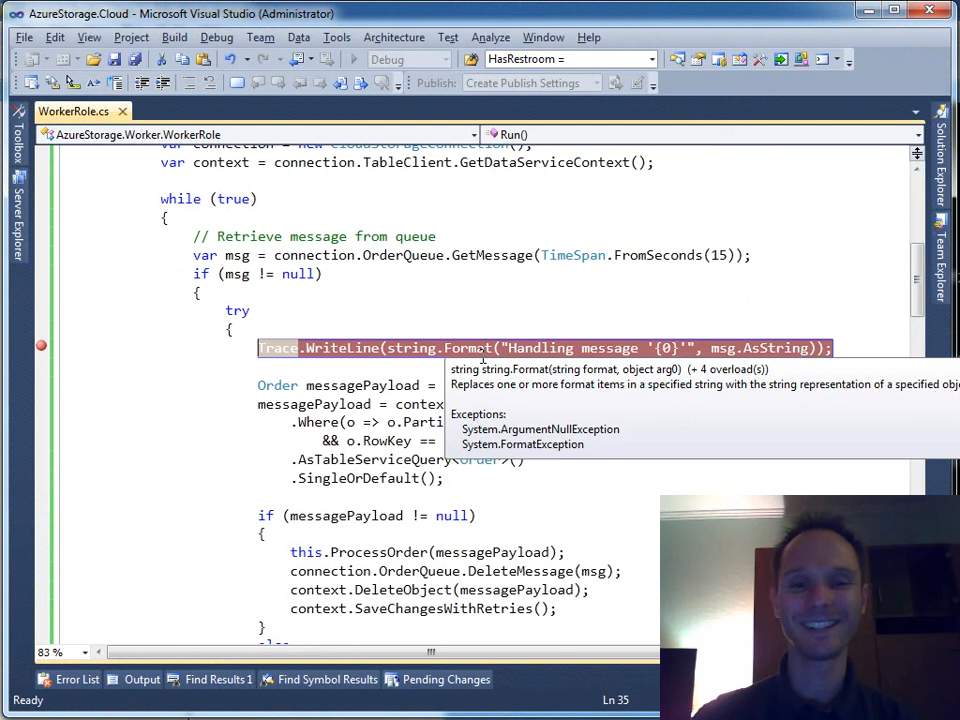 AzureStorage.Cloud - Microsoft Visual Studio (Administrator)
File Edit View Project Build Debug Team Data Tools Architecture Test Analyze Window Help
Debug HasRestroom =
Publish: Create Publish Settings
WorkerRole.cs
AzureStorage.Worker.WorkerRole Run()
var connection = new CloudStorageConnection();
var context = connection.TableClient.GetDataServiceContext();
while (true)
{
// Retrieve message from queue
var msg = connection.OrderQueue.GetMessage(TimeSpan.FromSeconds(15));
if (msg != null)
{
try
{
Trace.WriteLine(string.Format("Handling message '{0}'", msg.AsString));
string string.Format(string format, object arg0) (+ 4 overload(s))
Replaces one or more format items in a specified string with the string representation of a specified obje
Exceptions:
System.ArgumentNullException
System.FormatException
Order messagePayload =
messagePayload = contex
.Where(o => o.Parti
&& o.RowKey ==
.AsTableServiceQuery<Order>()
.SingleOrDefault();
if (messagePayload != null)
{
this.ProcessOrder(messagePayload);
connection.OrderQueue.DeleteMessage(msg);
context.DeleteObject(messagePayload);
context.SaveChangesWithRetries();
}
else
83 %
Error List Output Find Results 1 Find Symbol Results Pending Changes
Ready Ln 35
Toolbox
Server Explorer
Solution Explorer
Team Explorer